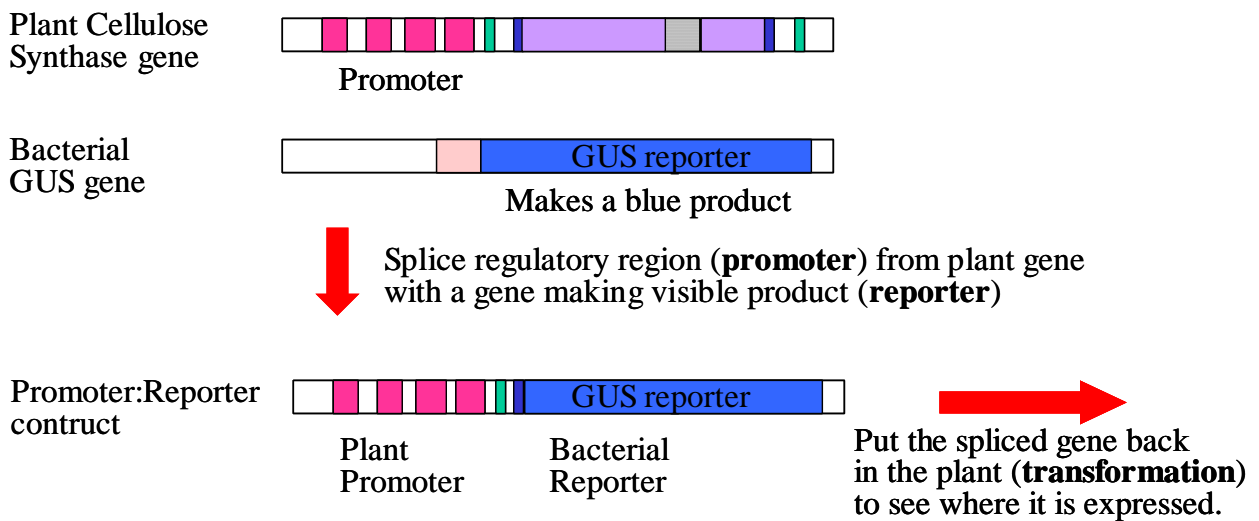 Plant Cellulose
Synthase gene
Promoter
Bacterial
GUS gene
GUS reporter
Makes a blue product
Splice regulatory region (promoter) from plant gene
with a gene making visible product (reporter)
Promoter:Reporter
contruct
GUS reporter
Plant
Promoter
Bacterial
Reporter
Put the spliced gene back
in the plant (transformation)
to see where it is expressed.